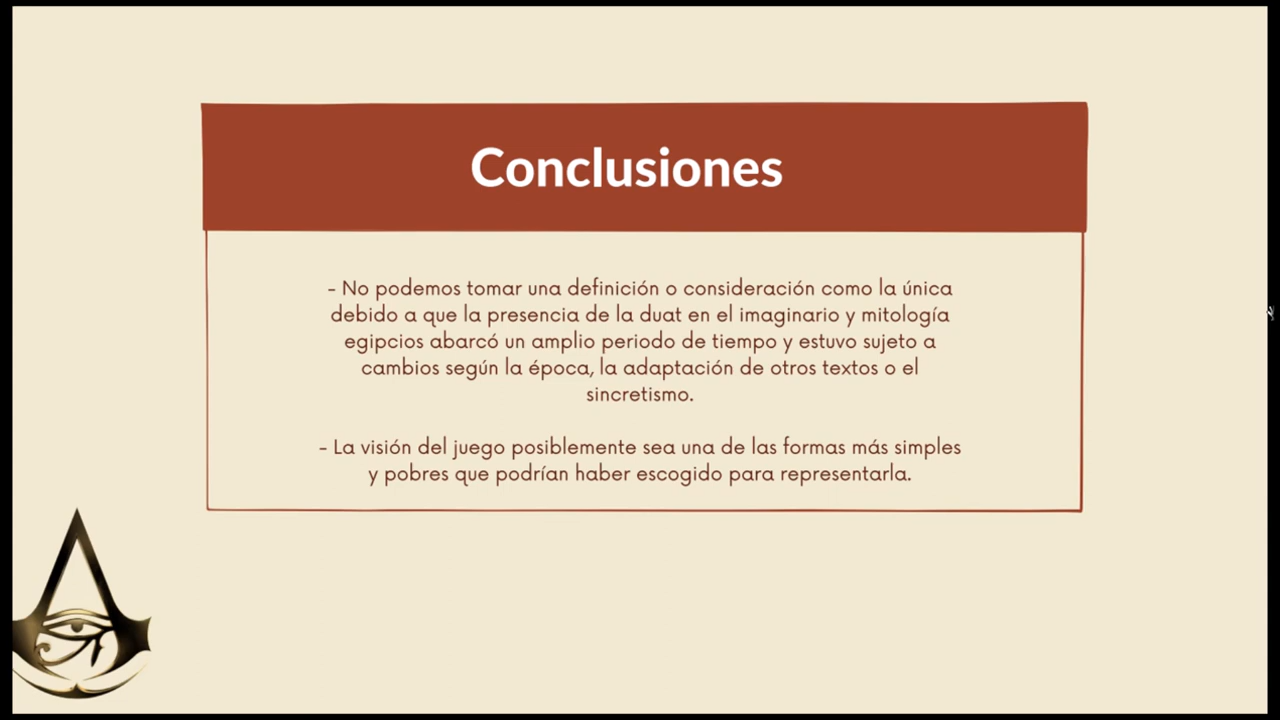 Conclusiones
- No podemos tomar una definición o consideración como la única
debido a que la presencia de la duat en el imaginario y mitología
egipcios abarcó un amplio periodo de tiempo y estuvo sujeto a
cambios según la época, la adaptación de otros textos o el
sincretismo.
- La visión del juego posiblemente sea una de las formas más simples
y pobres que podrían haber escogido para representarla.